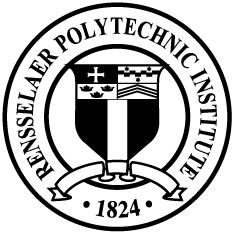 RENSSELAER POLYTECHNIC INSTITUTE
· 1824 ·